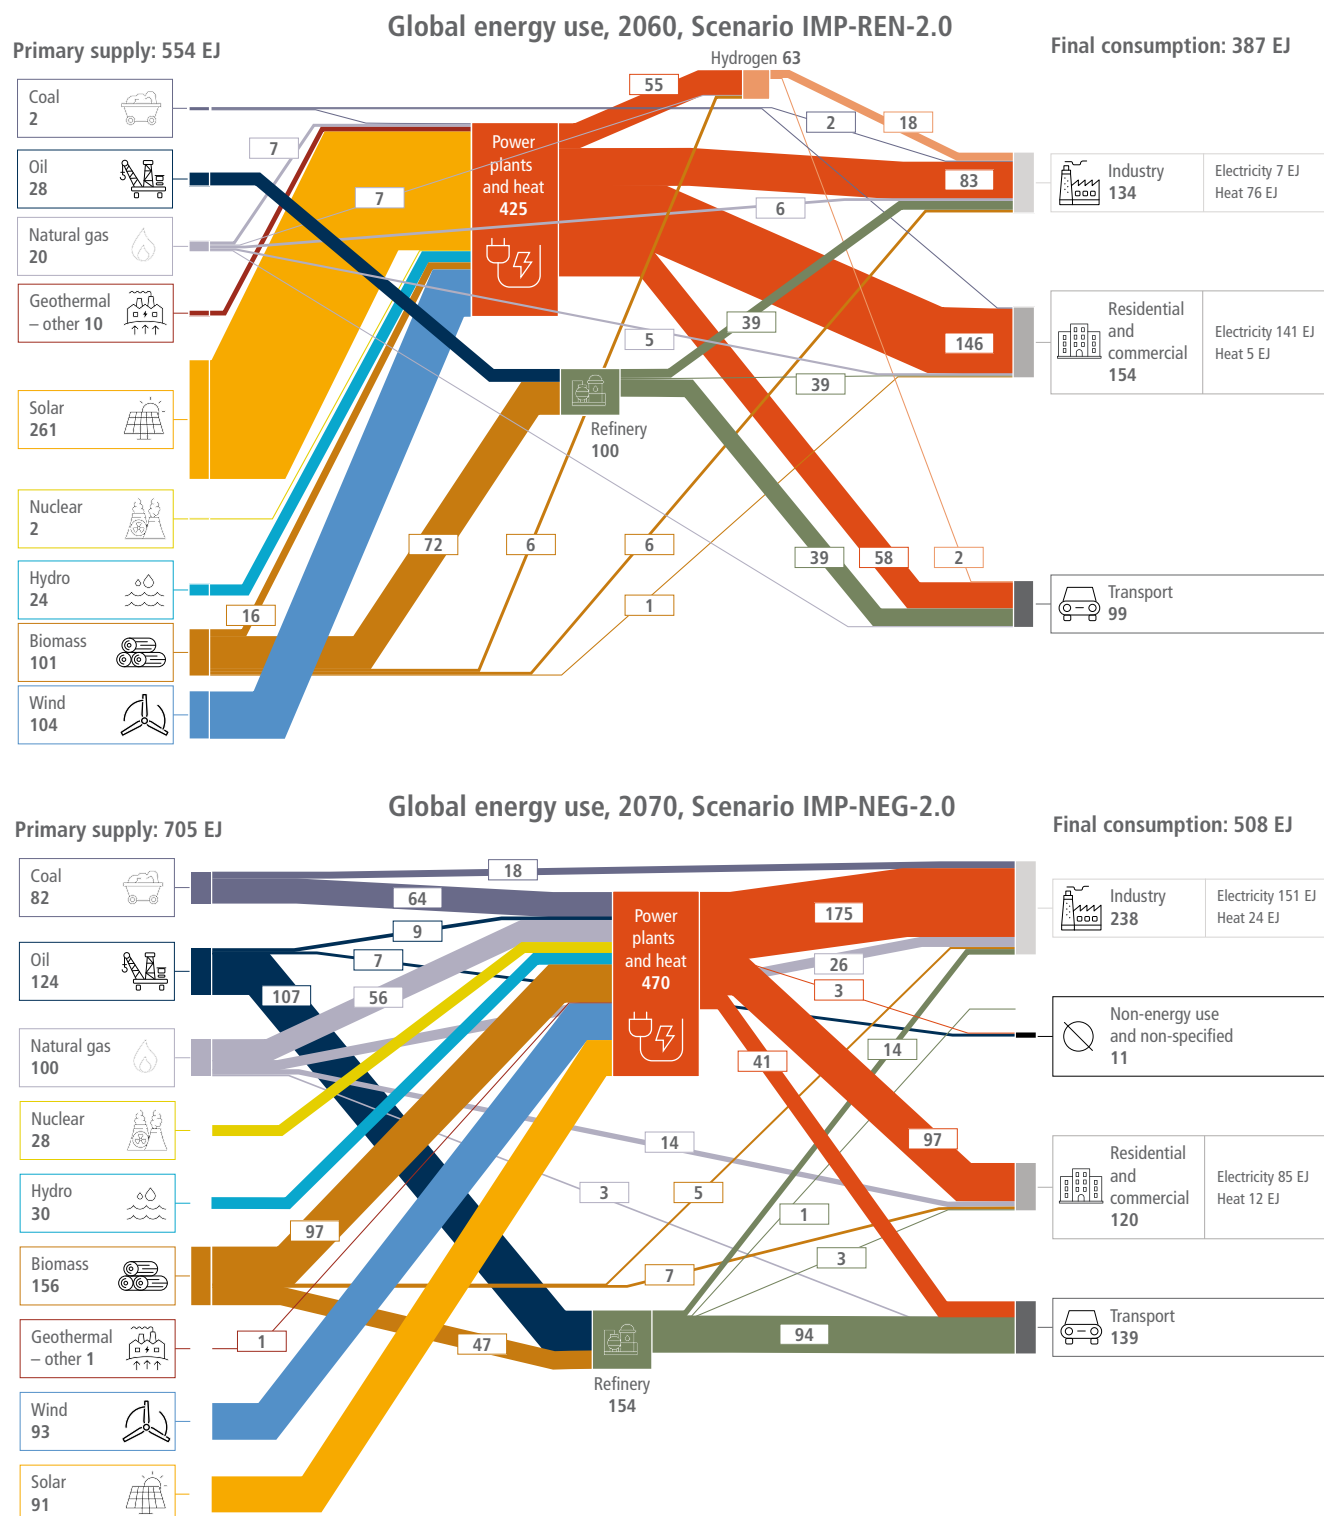 Global energy use, 2060, Scenario IMP-REN-2.0
Primary supply: 554 EJ
Final consumption: 387 EJ
Coal
2
Oil
28
Natural gas
20
Geothermal
– other 10
Solar
261
Nuclear
2
Hydro
24
Biomass
101
Wind
104
7
7
16
72
6
6
1
5
6
Power
plants
and heat
425
Hydrogen 63
55
2
18
83
146
39
39
39
58
2
Refinery
100
Industry
134
Electricity 7 EJ
Heat 76 EJ
Residential
and
commercial
154
Electricity 141 EJ
Heat 5 EJ
Transport
99
Global energy use, 2070, Scenario IMP-NEG-2.0
Primary supply: 705 EJ
Final consumption: 508 EJ
Coal
82
Oil
124
Natural gas
100
Nuclear
28
Hydro
30
Biomass
156
Geothermal
– other 1
Wind
93
Solar
91
18
64
9
7
107
56
97
1
47
14
3
5
7
Power
plants
and heat
470
175
26
3
41
14
97
1
3
94
Refinery
154
Industry
238
Electricity 151 EJ
Heat 24 EJ
Non-energy use
and non-specified
11
Residential
and
commercial
120
Electricity 85 EJ
Heat 12 EJ
Transport
139